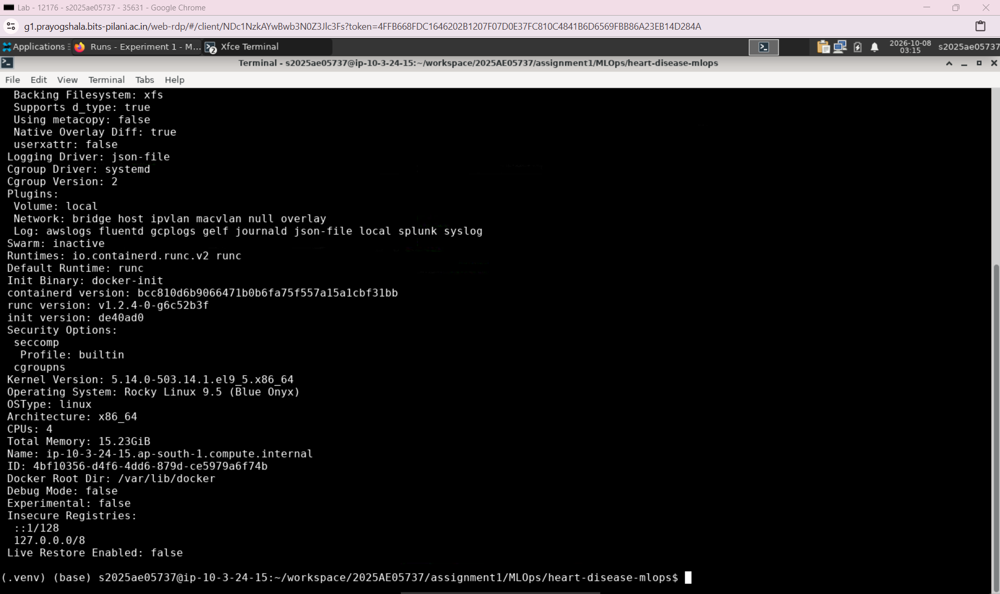 Lab - 12176 - s2025ae05737 - 35631 - Google Chrome
g1.prayogshala.bits-pilani.ac.in/web-rdp/#/client/NDc1NzkAYwBwb3N0Z3Jlc3Fs?token=4FFB668FDC1646202B1207F07D0E37FC810C4841B6D6569FBB86A23EB14D284A
Applications Runs - Experiment 1 - M... 2 Xfce Terminal 2026-10-08 03:15 s2025ae05737
Terminal - s2025ae05737@ip-10-3-24-15:~/workspace/2025AE05737/assignment1/MLOps/heart-disease-mlops
File Edit View Terminal Tabs Help
Backing Filesystem: xfs
Supports d_type: true
Using metacopy: false
Native Overlay Diff: true
userxattr: false
Logging Driver: json-file
Cgroup Driver: systemd
Cgroup Version: 2
Plugins:
Volume: local
Network: bridge host ipvlan macvlan null overlay
Log: awslogs fluentd gcplogs gelf journald json-file local splunk syslog
Swarm: inactive
Runtimes: io.containerd.runc.v2 runc
Default Runtime: runc
Init Binary: docker-init
containerd version: bcc810d6b9066471b0b6fa75f557a15a1cbf31bb
runc version: v1.2.4-0-g6c52b3f
init version: de40ad0
Security Options:
seccomp
Profile: builtin
cgroupns
Kernel Version: 5.14.0-503.14.1.el9_5.x86_64
Operating System: Rocky Linux 9.5 (Blue Onyx)
OSType: linux
Architecture: x86_64
CPUs: 4
Total Memory: 15.23GiB
Name: ip-10-3-24-15.ap-south-1.compute.internal
ID: 4bf10356-d4f6-4dd6-879d-ce5979a6f74b
Docker Root Dir: /var/lib/docker
Debug Mode: false
Experimental: false
Insecure Registries:
::1/128
127.0.0.0/8
Live Restore Enabled: false
(.venv) (base) s2025ae05737@ip-10-3-24-15:~/workspace/2025AE05737/assignment1/MLOps/heart-disease-mlops$